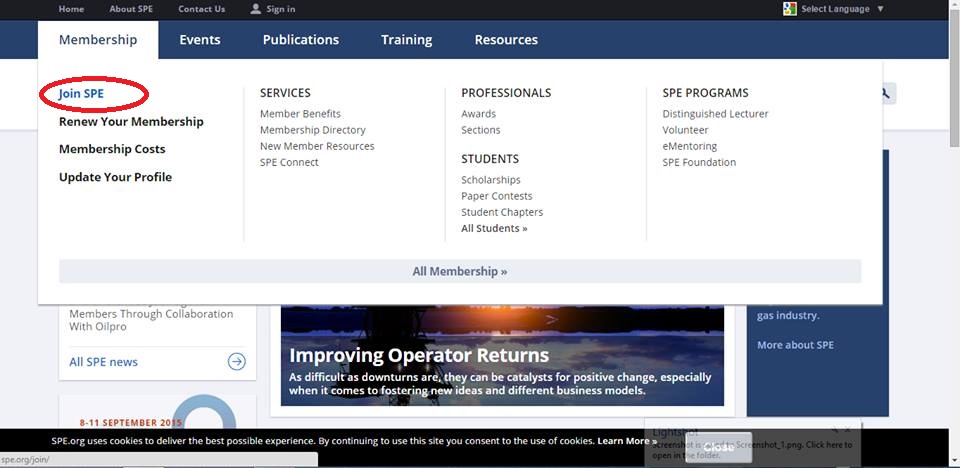 Home About SPE Contact Us Sign in Select Language ▼
Membership Events Publications Training Resources
Join SPE
Renew Your Membership
Membership Costs
Update Your Profile
SERVICES
Member Benefits
Membership Directory
New Member Resources
SPE Connect
PROFESSIONALS
Awards
Sections
STUDENTS
Scholarships
Paper Contests
Student Chapters
All Students »
SPE PROGRAMS
Distinguished Lecturer
Volunteer
eMentoring
SPE Foundation
All Membership »
Members Through Collaboration
With Oilpro
All SPE news
8-11 SEPTEMBER 2015
Improving Operator Returns
As difficult as downturns are, they can be catalysts for positive change, especially
when it comes to fostering new ideas and different business models.
gas industry.
More about SPE
SPE.org uses cookies to deliver the best possible experience. By continuing to use this site you consent to the use of cookies. Learn More »
Close
Lightshot
Screenshot is saved to Screenshot_1.png. Click here to
open in the folder.
spe.org/join/